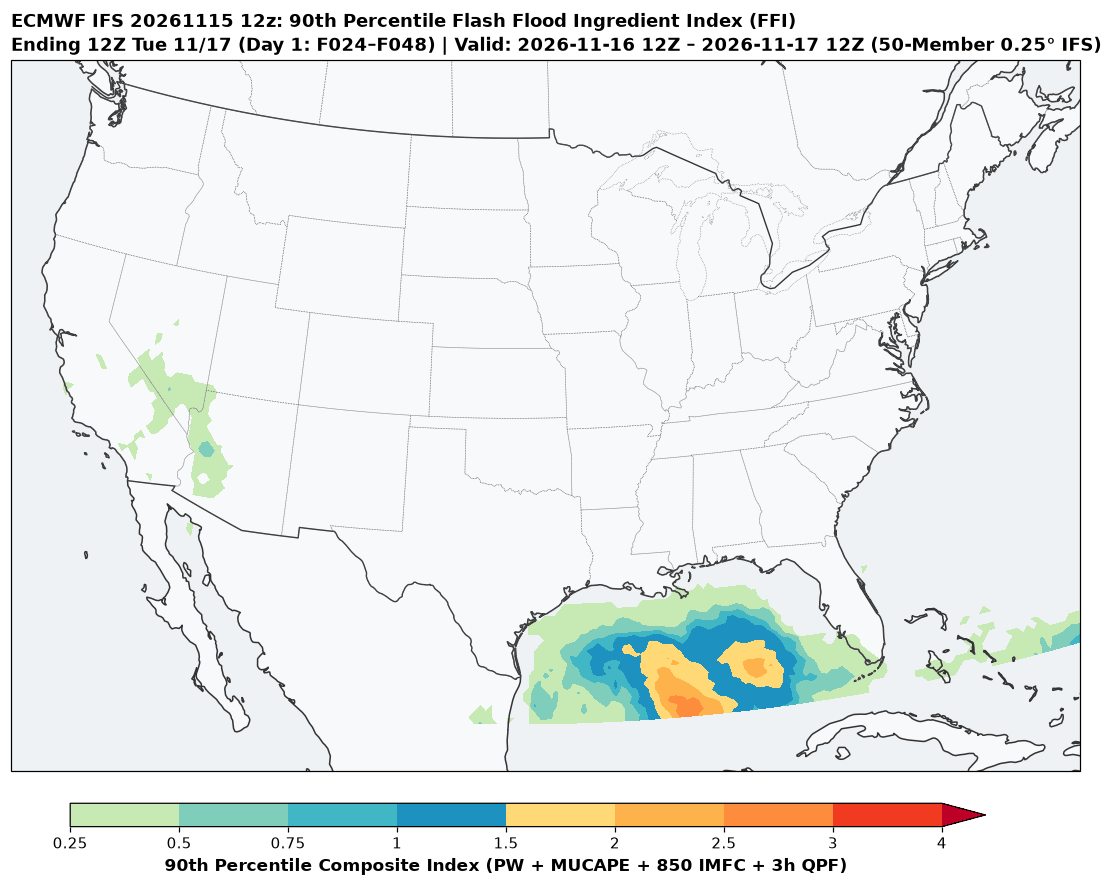 ECMWF IFS 20261115 12z: 90th Percentile Flash Flood Ingredient Index (FFI)
Ending 12Z Tue 11/17 (Day 1: F024–F048) | Valid: 2026-11-16 12Z – 2026-11-17 12Z (50-Member 0.25° IFS)
0.25 0.5 0.75 1 1.5 2 2.5 3 4
90th Percentile Composite Index (PW + MUCAPE + 850 IMFC + 3h QPF)